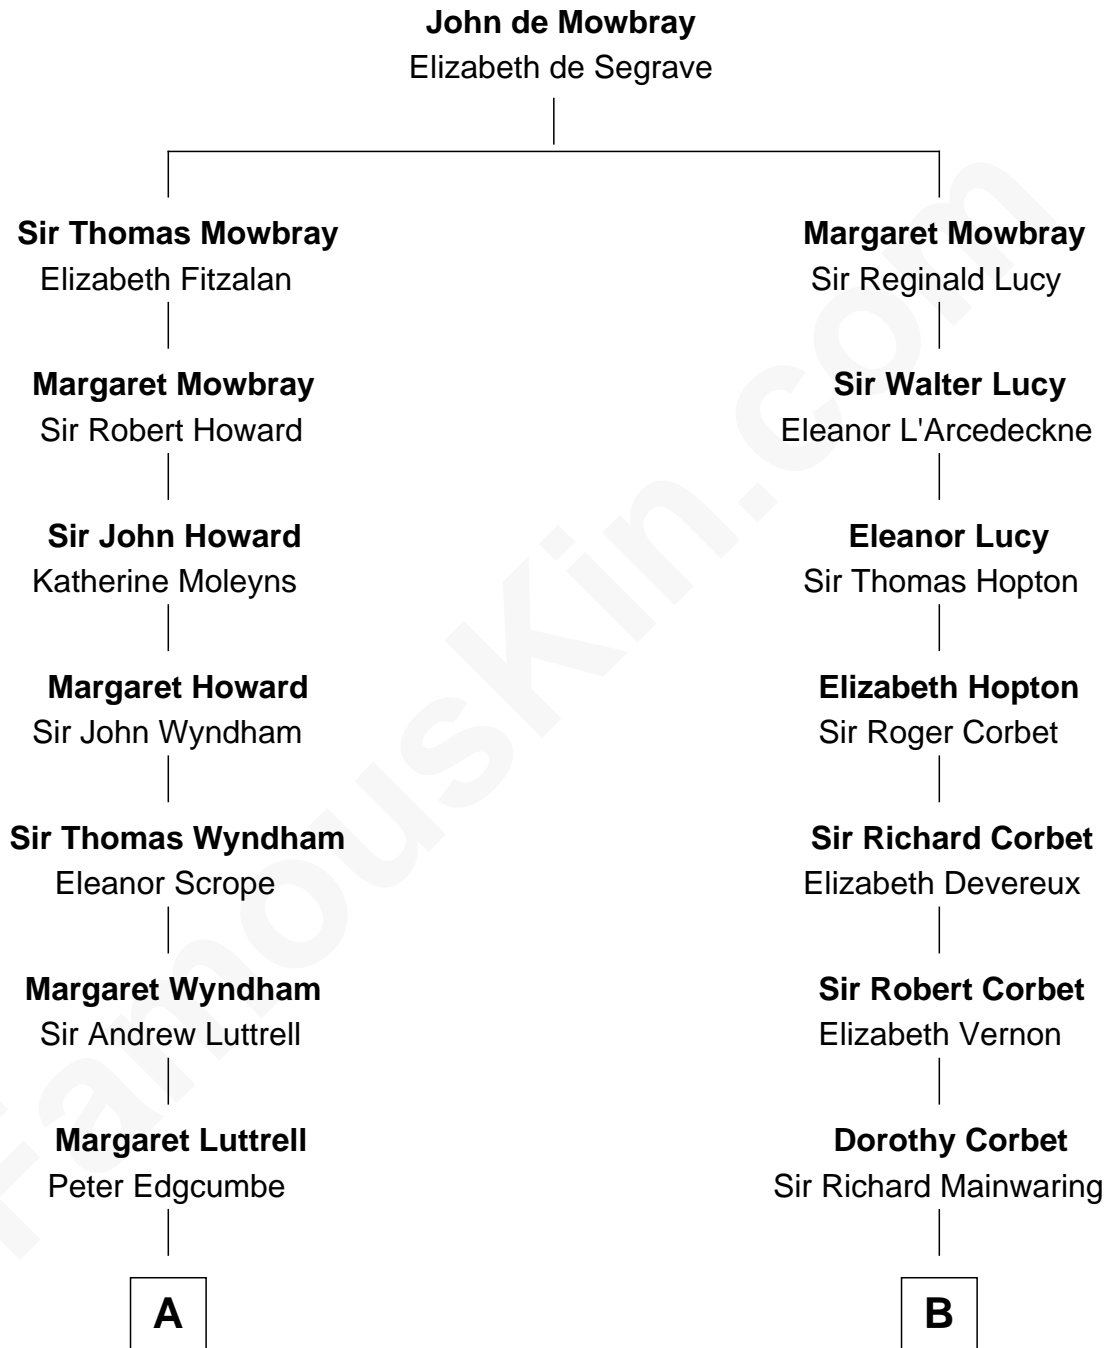 John de Mowbray
Elizabeth de Segrave
Sir Thomas Mowbray
Elizabeth Fitzalan
Margaret Mowbray
Sir Robert Howard
Sir John Howard
Katherine Moleyns
Margaret Howard
Sir John Wyndham
Sir Thomas Wyndham
Eleanor Scrope
Margaret Wyndham
Sir Andrew Luttrell
Margaret Luttrell
Peter Edgcumbe
A
Margaret Mowbray
Sir Reginald Lucy
Sir Walter Lucy
Eleanor L'Arcedeckne
Eleanor Lucy
Sir Thomas Hopton
Elizabeth Hopton
Sir Roger Corbet
Sir Richard Corbet
Elizabeth Devereux
Sir Robert Corbet
Elizabeth Vernon
Dorothy Corbet
Sir Richard Mainwaring
B
FamousKin.com